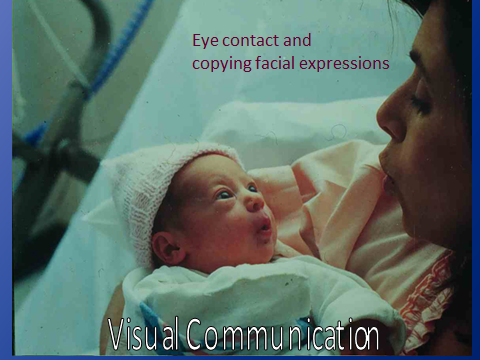 Eye contact and
copying facial expressions
Visual Communication